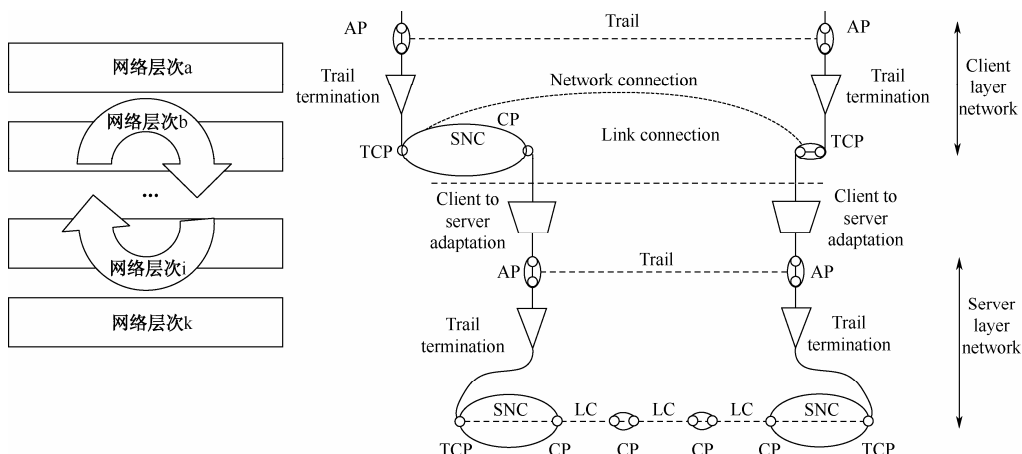 网络层次a
网络层次b
...
网络层次i
网络层次k
AP
Trail
AP
Trail
termination
Trail
termination
Client
layer
network
Network connection
CP
SNC
Link connection
TCP
TCP
Client to
server
adaptation
Client to
server
adaptation
AP
Trail
AP
Trail
termination
Trail
termination
Server
layer
network
SNC
LC
LC
LC
SNC
TCP
CP
CP
CP
CP
TCP